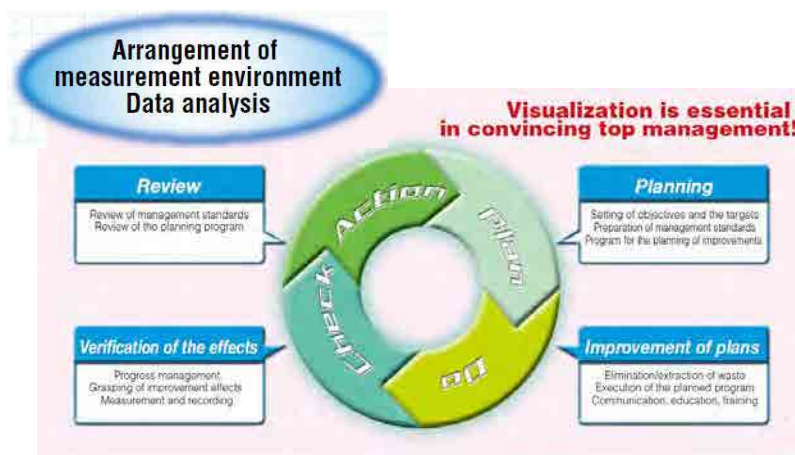 Arrangement of
measurement environment
Data analysis
Visualization is essential
in convincing top management!
Review
Review of management standards
Review of the planning program
Action
Plan
Planning
Setting of objectives and the targets
Preparation of management standards
Program for the planning of improvements
Verification of the effects
Progress management
Grasping of improvement effects
Measurement and recording
Check
Do
Improvement of plans
Elimination/extraction of waste
Execution of the planned program
Communication, education, training